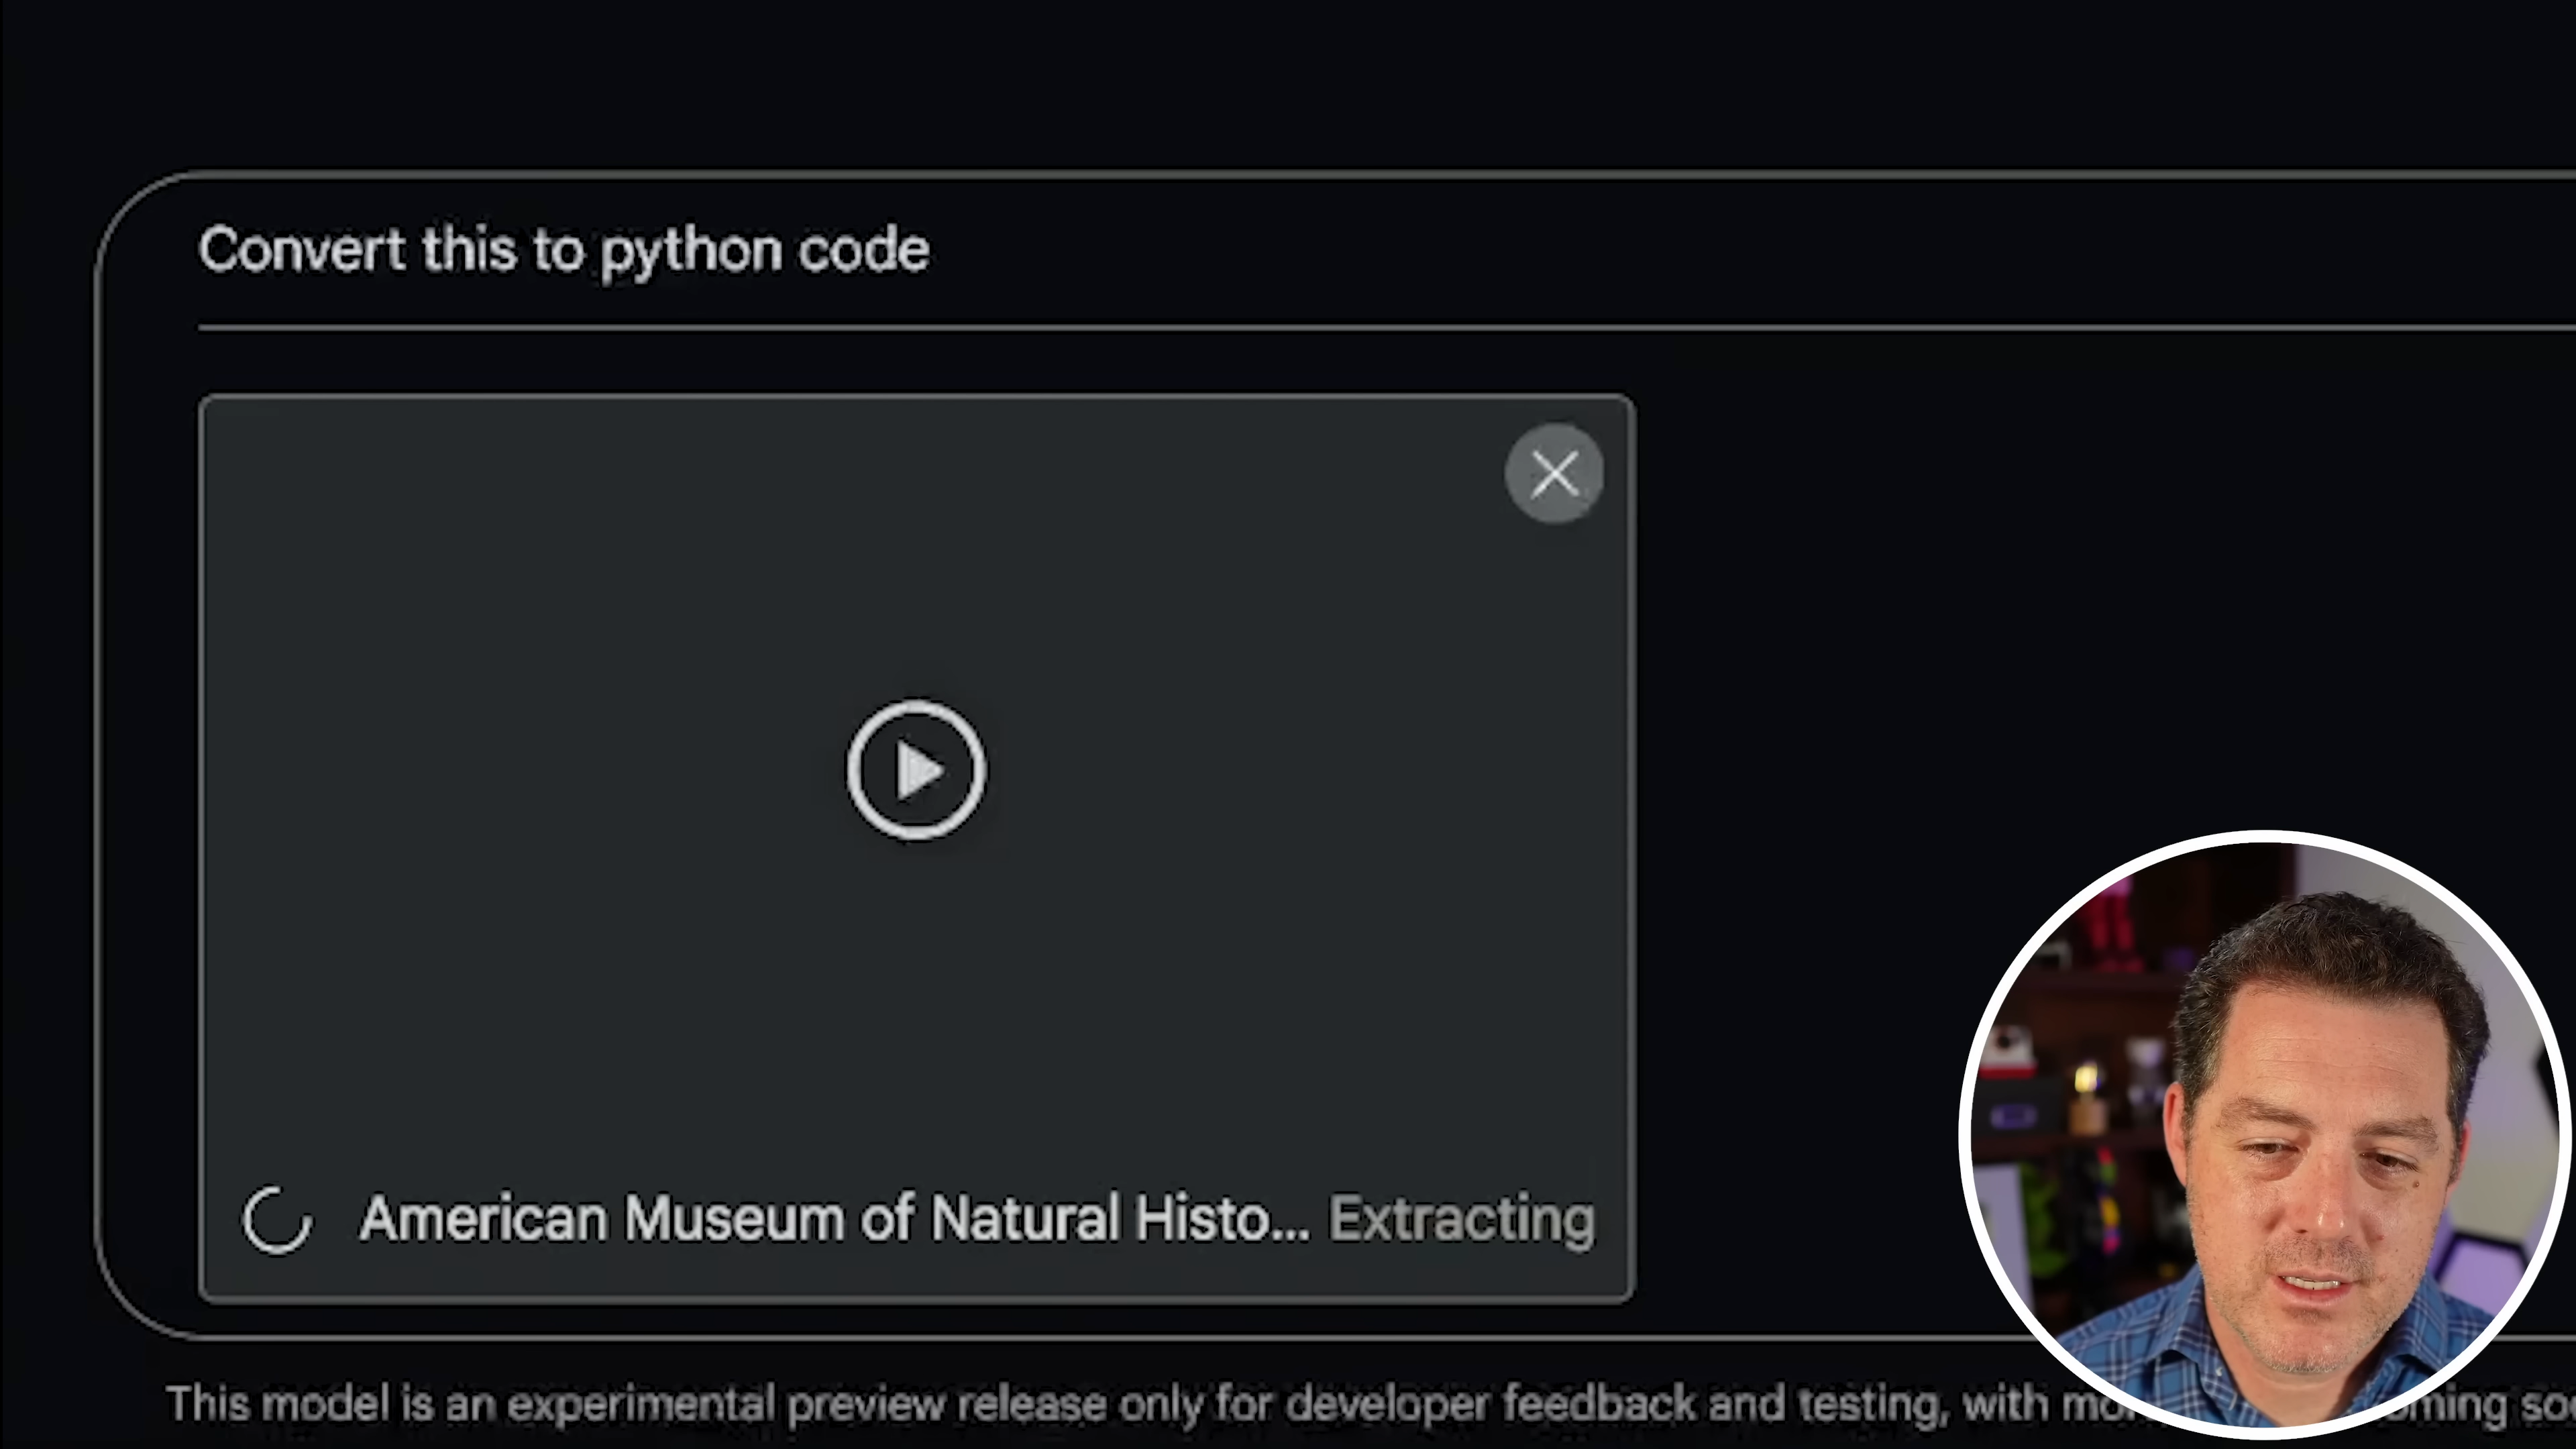 Convert this to python code
American Museum of Natural Histo... Extracting
This model is an experimental preview release only for developer feedback and testing, with